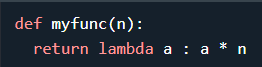 def myfunc(n):
  return lambda a : a * n